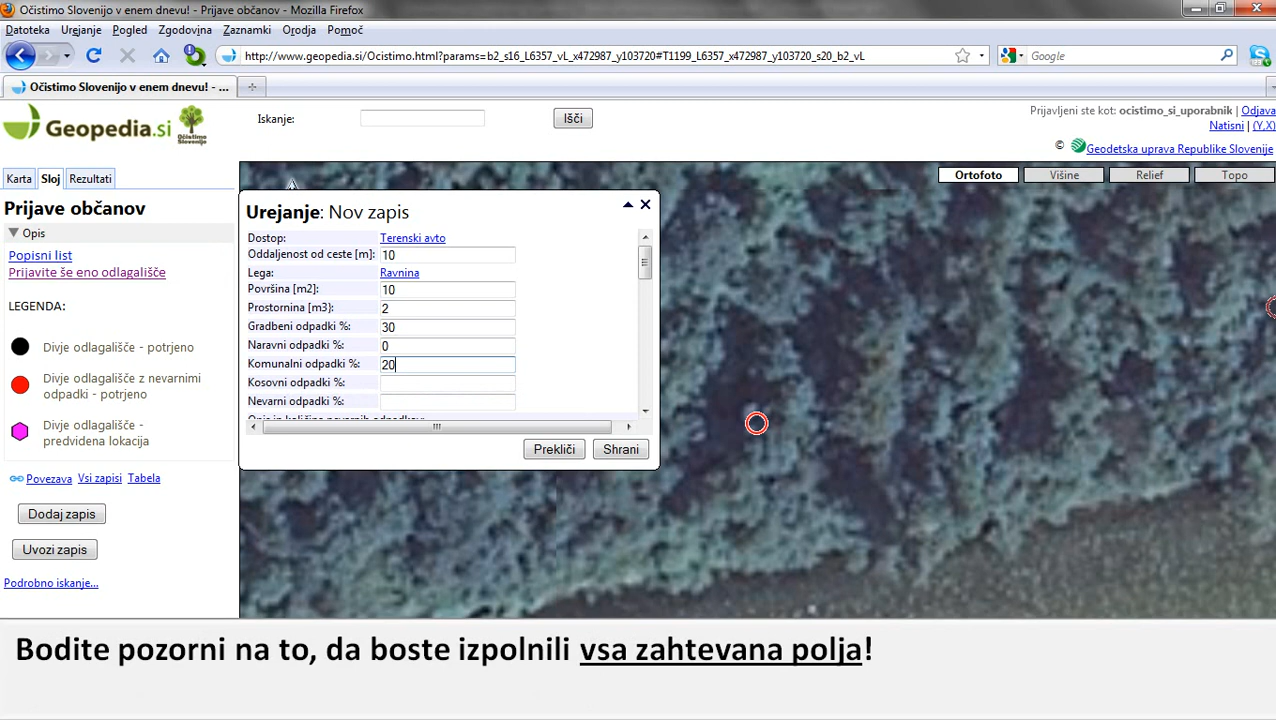 Očistimo Slovenijo v enem dnevu! - Prijave občanov - Mozilla Firefox
Datoteka Urejanje Pogled Zgodovina Zaznamki Orodja Pomoč
http://www.geopedia.si/Ocistimo.html?params=b2_s16_L6357_vL_x472987_y103720#T1199_L6357_x472987_y103720_s20_b2_vL
Google
Očistimo Slovenijo v enem dnevu! - ...
Geopedia.si
Očistimo
Slovenijo
Iskanje:
Išči
Prijavljeni ste kot: ocistimo_si_uporabnik | Odjava
Natisni | (Y,X)
© Geodetska uprava Republike Slovenije
Karta Sloj Rezultati
Ortofoto Višine Relief Topo
Prijave občanov
Opis
Popisni list
Prijavite še eno odlagališče
LEGENDA:
Divje odlagališče - potrjeno
Divje odlagališče z nevarnimi
odpadki - potrjeno
Divje odlagališče -
predvidena lokacija
Povezava Vsi zapisi Tabela
Dodaj zapis
Uvozi zapis
Podrobno iskanje...
Urejanje: Nov zapis
Dostop: Terenski avto
Oddaljenost od ceste [m]: 10
Lega: Ravnina
Površina [m2]: 10
Prostornina [m3}: 2
Gradbeni odpadki %: 30
Naravni odpadki %: 0
Komunalni odpadki %: 20
Kosovni odpadki %:
Nevarni odpadki %:
Prekliči Shrani
Bodite pozorni na to, da boste izpolnili vsa zahtevana polja!